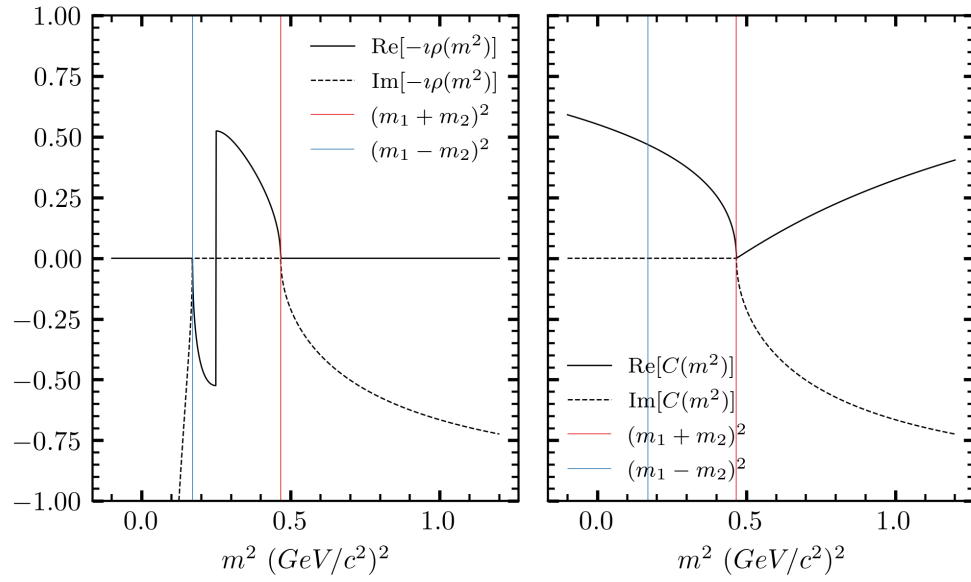 1.00
0.75
0.50
0.25
0.00
−0.25
−0.50
−0.75
−1.00
Re[−ıρ(m²)]
Im[−ıρ(m²)]
(m₁ + m₂)²
(m₁ − m₂)²
0.0 0.5 1.0
m² (GeV/c²)²
Re[C(m²)]
Im[C(m²)]
(m₁ + m₂)²
(m₁ − m₂)²
0.0 0.5 1.0
m² (GeV/c²)²